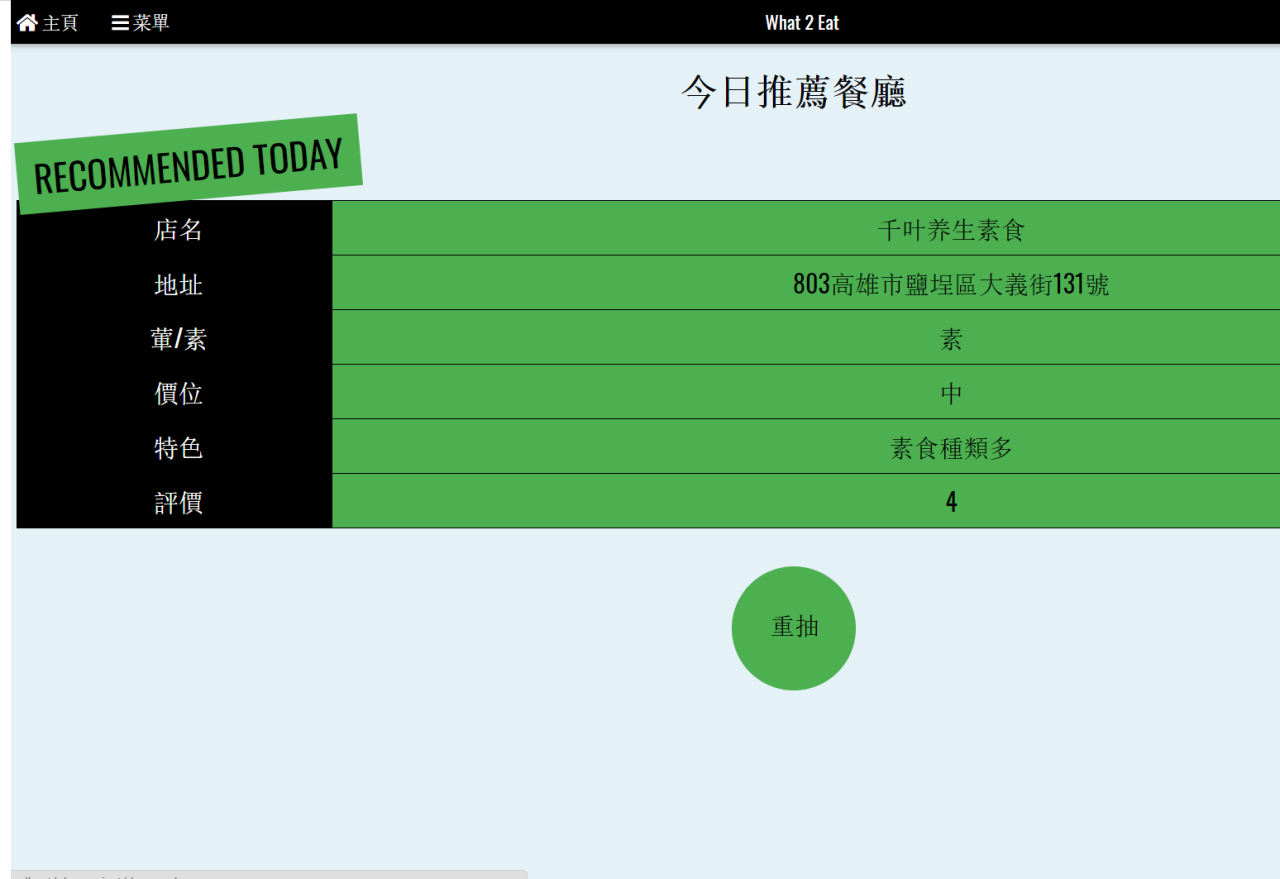 主頁 菜單 What 2 Eat
今日推薦餐廳
RECOMMENDED TODAY
店名 千叶养生素食
地址 803高雄市鹽埕區大義街131號
葷/素 素
價位 中
特色 素食種類多
評價 4
重抽